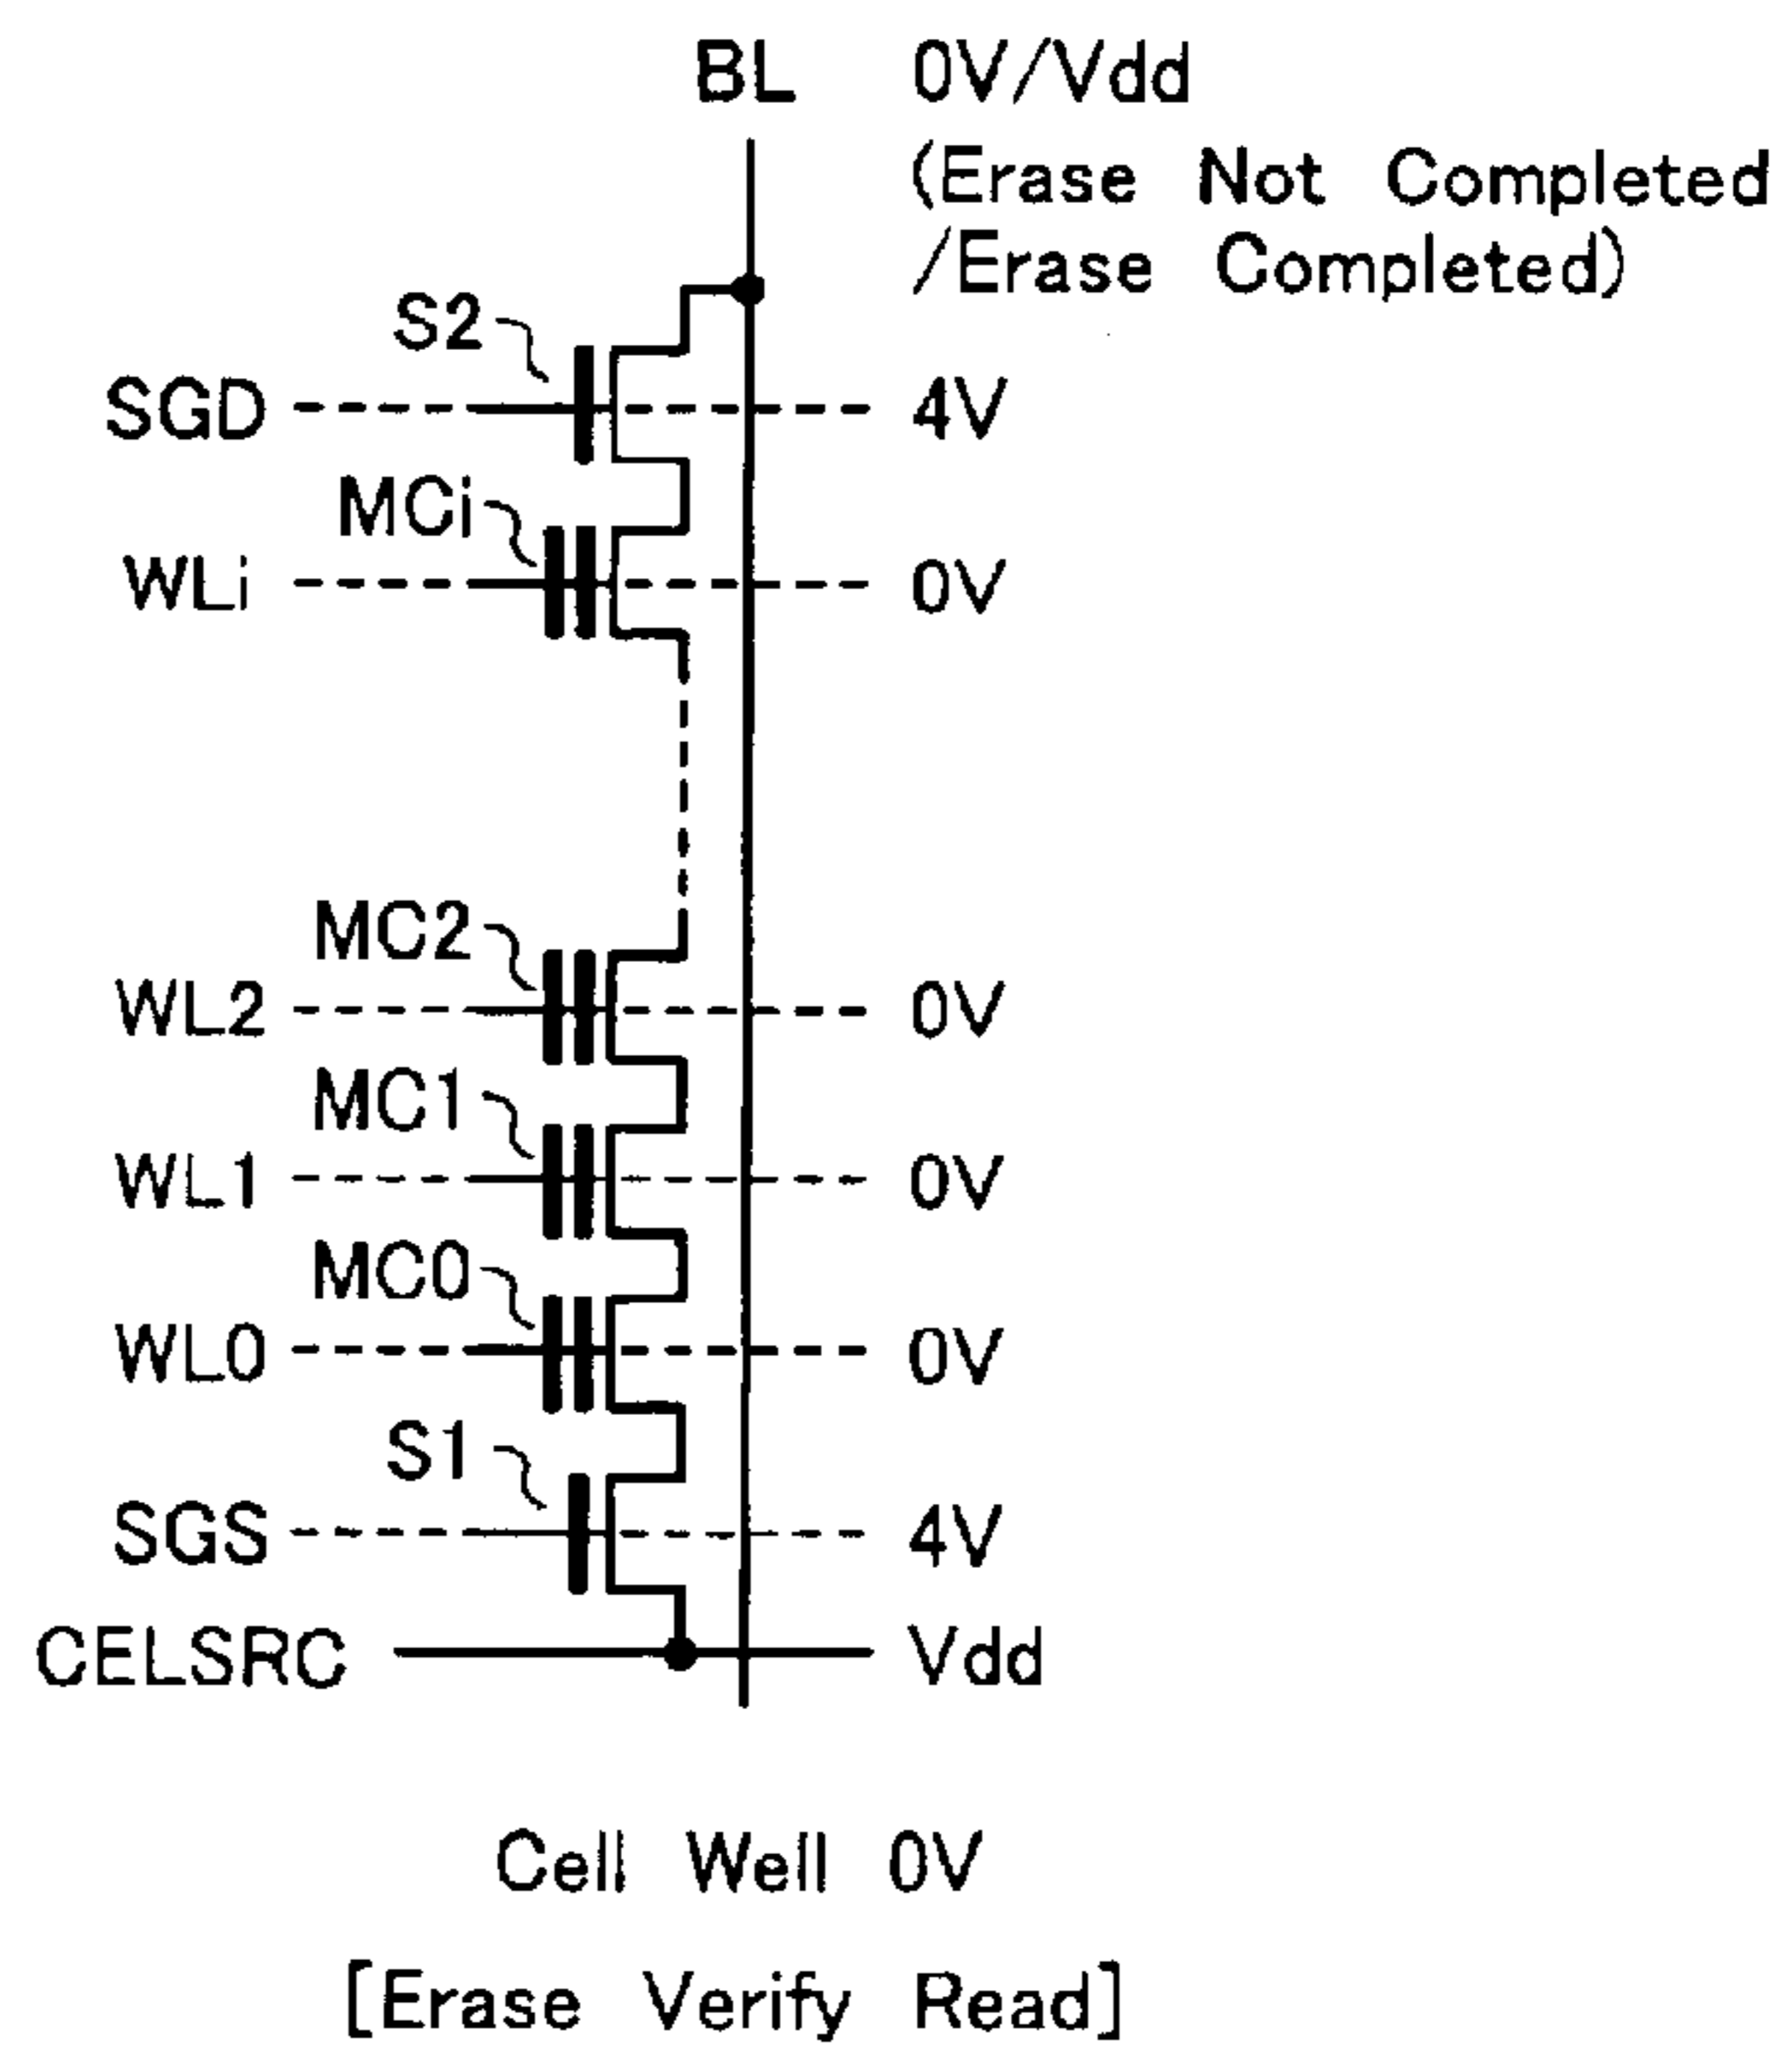 BL 0V/Vdd
(Erase Not Completed
/Erase Completed)
S2
SGD 4V
MCi
WLi 0V
MC2
WL2 0V
MC1
WL1 0V
MC0
WL0 0V
S1
SGS 4V
CELSRC Vdd
Cell Well 0V
[Erase Verify Read]